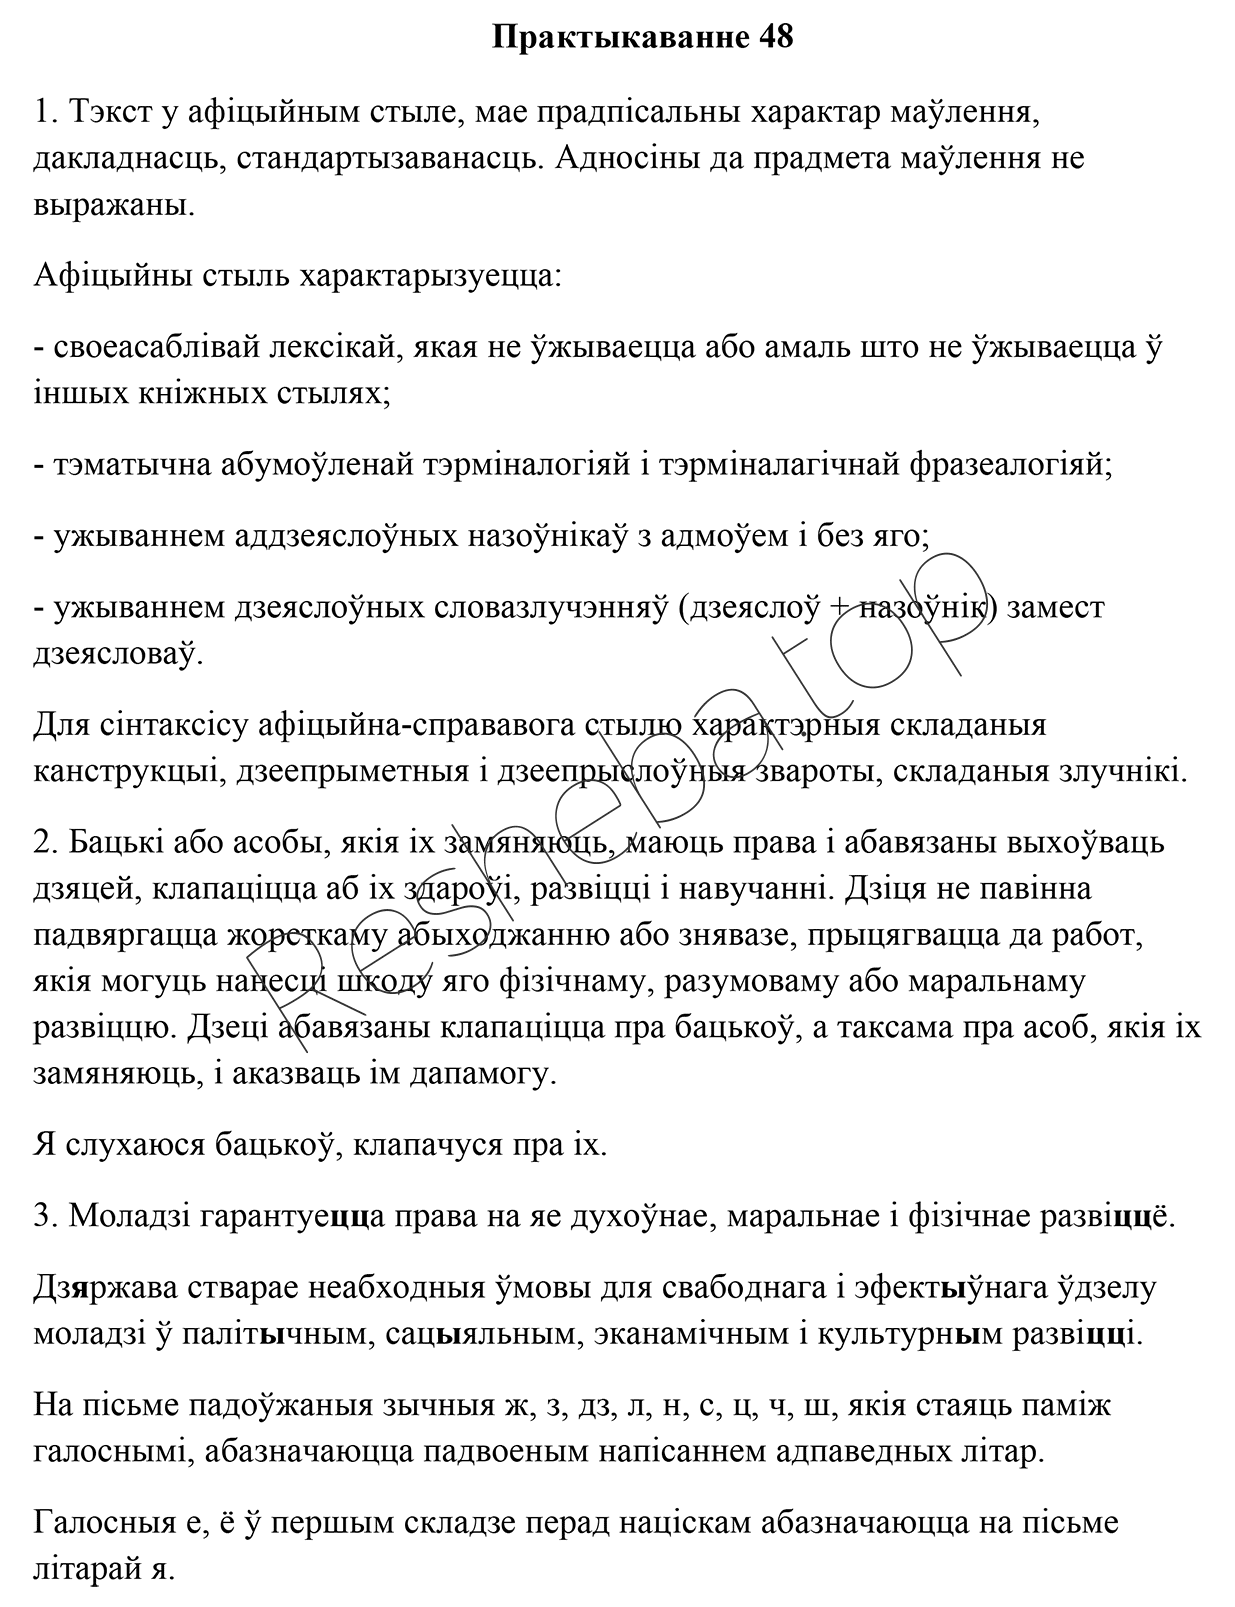 Практыкаванне 48
1. Тэкст у афіцыйным стыле, мае прадпісальны характар маўлення,
дакладнасць, стандартызаванасць. Адносіны да прадмета маўлення не
выражаны.
Афіцыйны стыль характарызуецца:
- своеасаблівай лексікай, якая не ўжываецца або амаль што не ўжываецца ў
іншых кніжных стылях;
- тэматычна абумоўленай тэрміналогіяй і тэрміналагічнай фразеалогіяй;
- ужываннем аддзеяслоўных назоўнікаў з адмоўем і без яго;
- ужываннем дзеяслоўных словазлучэнняў (дзеяслоў + назоўнік) замест
дзеясловаў.
Для сінтаксісу афіцыйна-справавога стылю характэрныя складаныя
канструкцыі, дзеепрыметныя і дзеепрыслоўныя звароты, складаныя злучнікі.
2. Бацькі або асобы, якія іх замяняюць, маюць права і абавязаны выхоўваць
дзяцей, клапаціцца аб іх здароўі, развіцці і навучанні. Дзіця не павінна
падвяргацца жорсткаму абыходжанню або знявазе, прыцягвацца да работ,
якія могуць нанесці шкоду яго фізічнаму, разумоваму або маральнаму
развіццю. Дзеці абавязаны клапаціцца пра бацькоў, а таксама пра асоб, якія іх
замяняюць, і аказваць ім дапамогу.
Я слухаюся бацькоў, клапачуся пра іх.
3. Моладзі гарантуецца права на яе духоўнае, маральнае і фізічнае развіццё.
Дзяржава стварае неабходныя ўмовы для свабоднага і эфектыўнага ўдзелу
моладзі ў палітычным, сацыяльным, эканамічным і культурным развіцці.
На пісьме падоўжаныя зычныя ж, з, дз, л, н, с, ц, ч, ш, якія стаяць паміж
галоснымі, абазначаюцца падвоеным напісаннем адпаведных літар.
Галосныя е, ё ў першым складзе перад націскам абазначаюцца на пісьме
літарай я.
Resheba.top